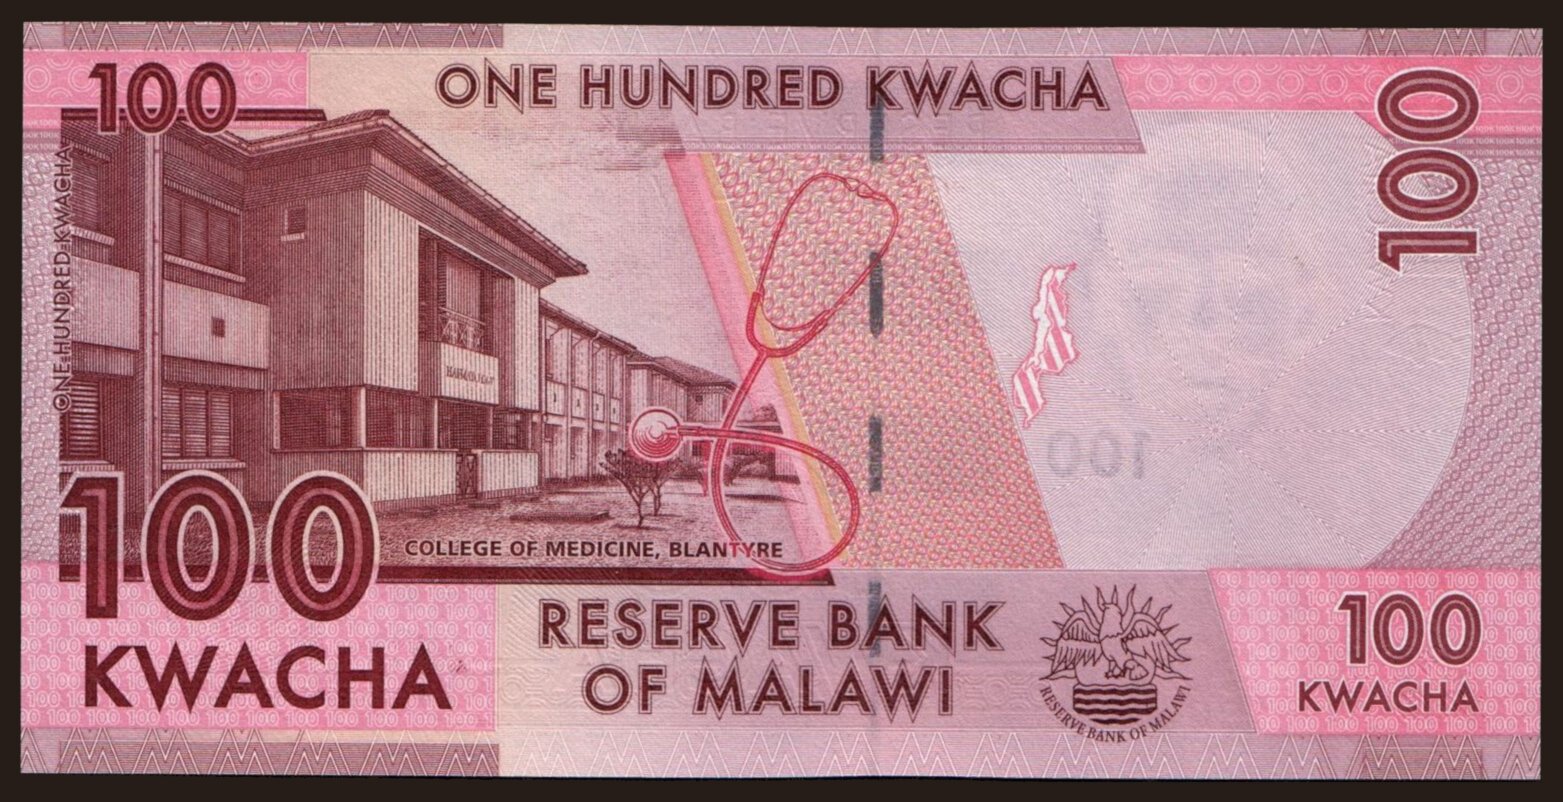 100
ONE HUNDRED KWACHA
100
ONE HUNDRED KWACHA
100
COLLEGE OF MEDICINE, BLANTYRE
100
KWACHA
RESERVE BANK
OF MALAWI
RESERVE BANK OF MALAWI
100
KWACHA